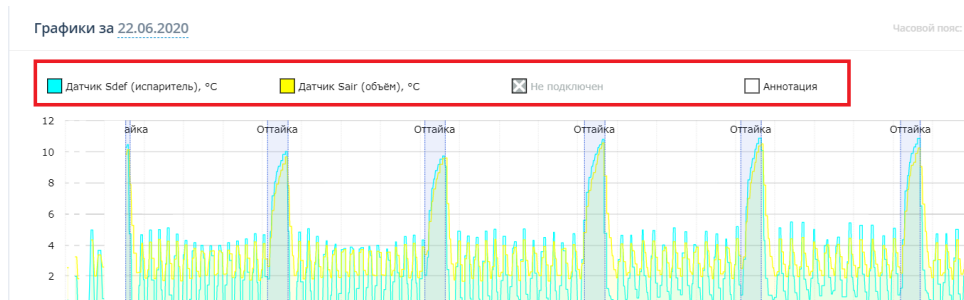 Графики за 22.06.2020
Часовой пояс:
Датчик Sdef (испаритель), °C
Датчик Sair (объём), °C
Не подключен
Аннотация
12
айка
Оттайка
Оттайка
Оттайка
Оттайка
Оттайка
10
8
6
4
2